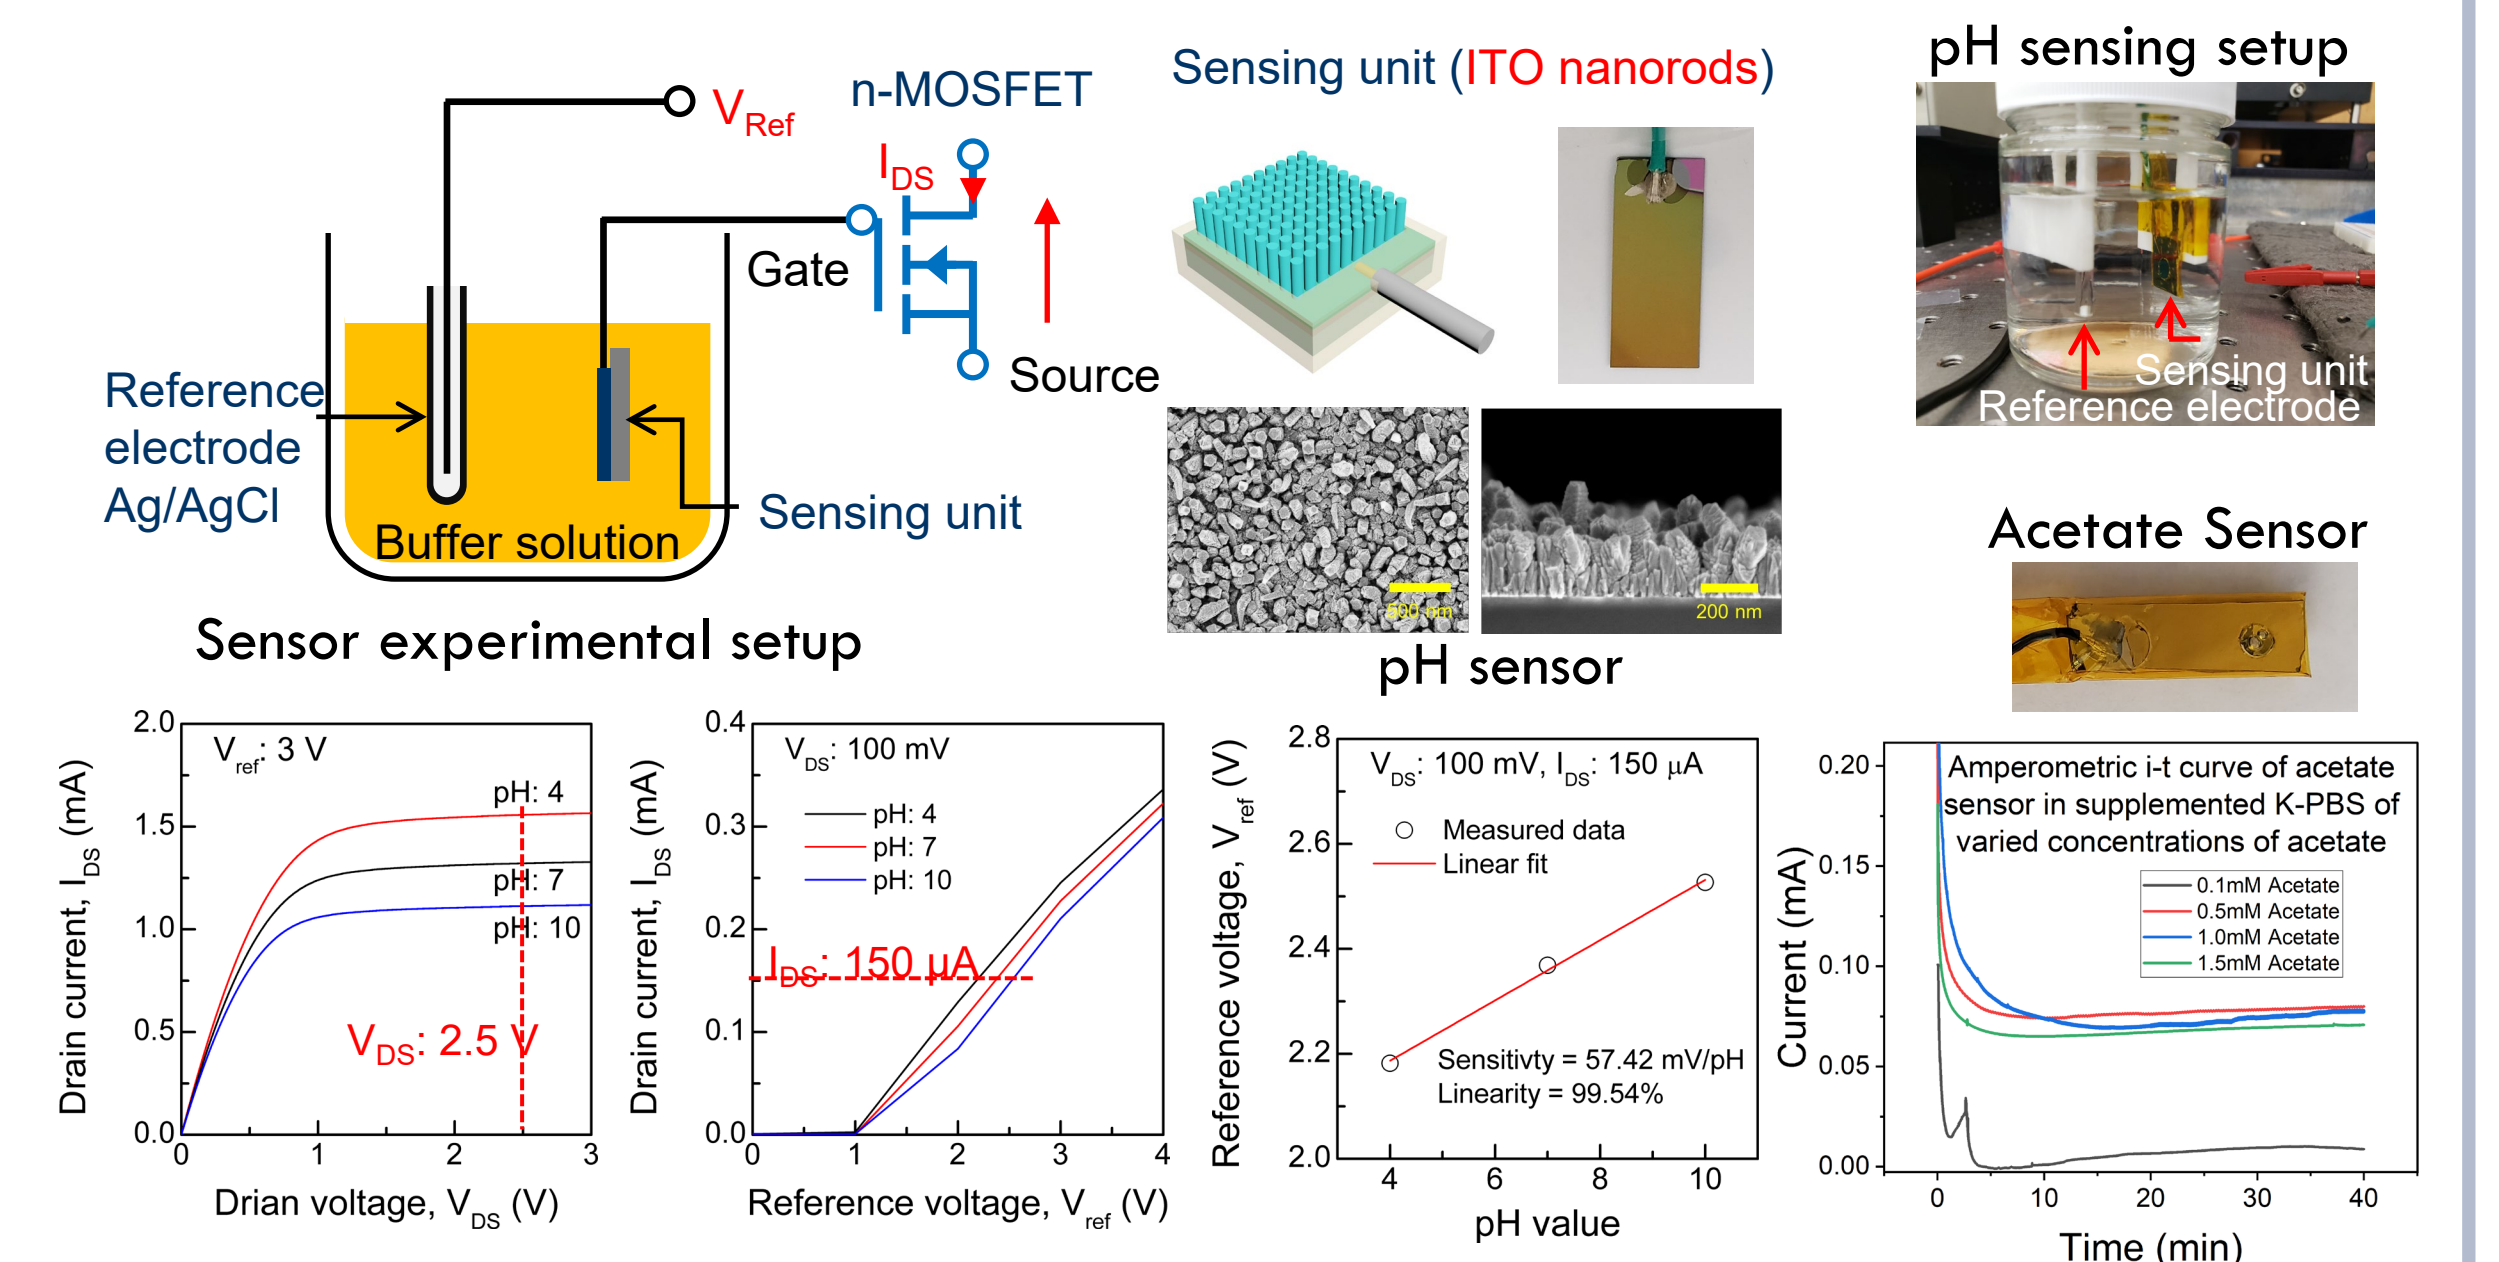 V_Ref
n-MOSFET
I_DS
Gate
Source
Reference
electrode
Ag/AgCl
Buffer solution
Sensing unit
Sensor experimental setup
Sensing unit (ITO nanorods)
500 nm
200 nm
pH sensor
pH sensing setup
Sensing unit
Reference electrode
Acetate Sensor
V_ref: 3 V
pH: 4
pH: 7
pH: 10
V_DS: 2.5 V
Drain current, I_DS (mA)
2.0
1.5
1.0
0.5
0.0
0 1 2 3
Drian voltage, V_DS (V)
V_DS: 100 mV
pH: 4
pH: 7
pH: 10
I_DS: 150 μA
Drain current, I_DS (mA)
0.4
0.3
0.2
0.1
0.0
0 1 2 3 4
Reference voltage, V_ref (V)
V_DS: 100 mV, I_DS: 150 μA
Measured data
Linear fit
Sensitivty = 57.42 mV/pH
Linearity = 99.54%
Reference voltage, V_ref (V)
2.8
2.6
2.4
2.2
2.0
4 6 8 10
pH value
Amperometric i-t curve of acetate
sensor in supplemented K-PBS of
varied concentrations of acetate
0.1mM Acetate
0.5mM Acetate
1.0mM Acetate
1.5mM Acetate
Current (mA)
0.20
0.15
0.10
0.05
0.00
0 10 20 30 40
Time (min)